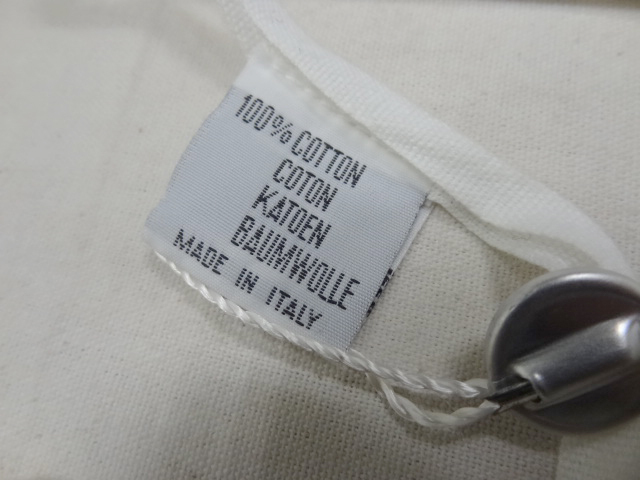 100% COTTON
COTON
KATOEN
BAUMWOLLE
MADE IN ITALY